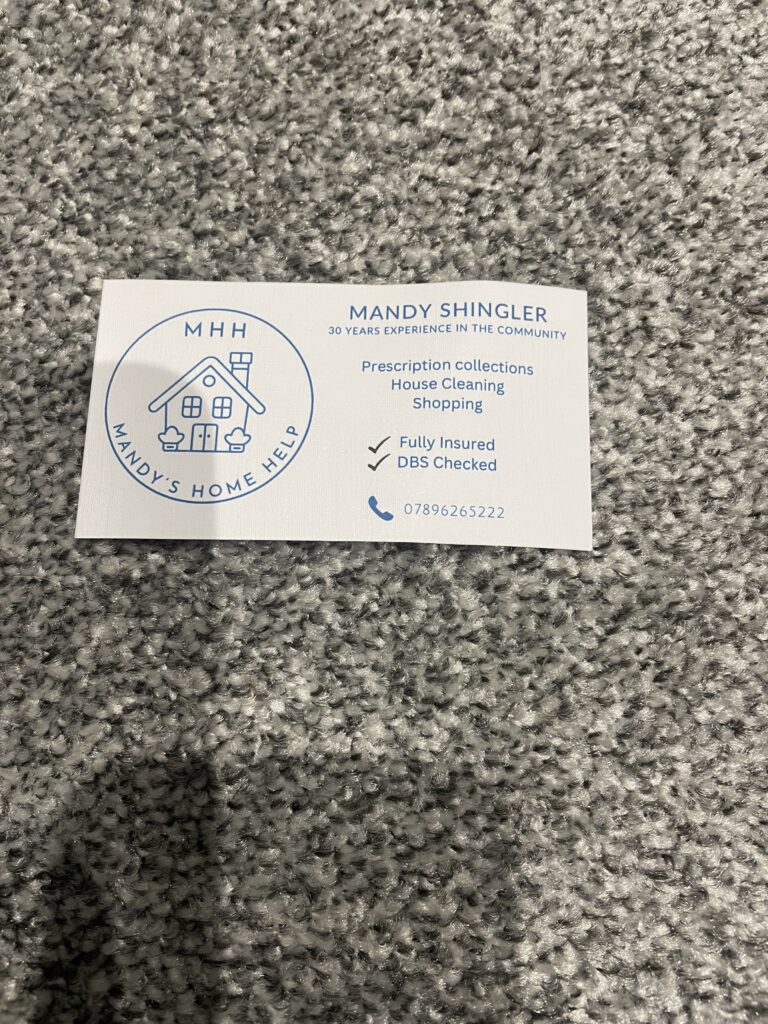 MHH
MANDY'S HOME HELP
MANDY SHINGLER
30 YEARS EXPERIENCE IN THE COMMUNITY
Prescription collections
House Cleaning
Shopping
Fully Insured
DBS Checked
07896265222